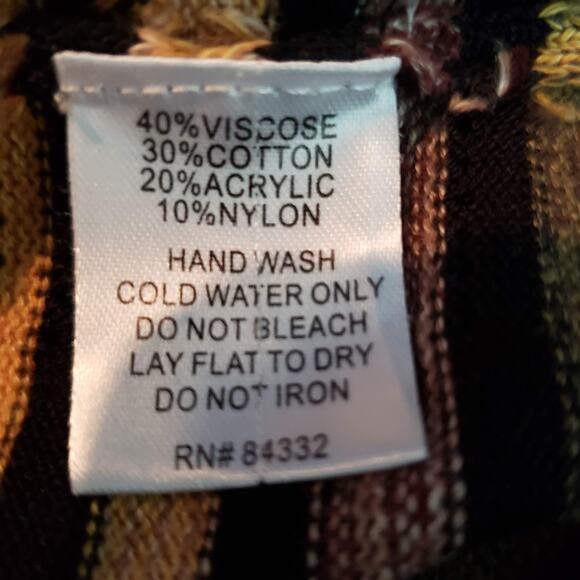 40%VISCOSE
30%COTTON
20%ACRYLIC
10%NYLON
HAND WASH
COLD WATER ONLY
DO NOT BLEACH
LAY FLAT TO DRY
DO NOT IRON
RN# 84332